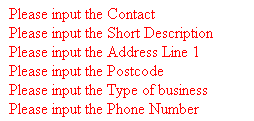 Please input the Contact
Please input the Short Description
Please input the Address Line 1
Please input the Postcode
Please input the Type of business
Please input the Phone Number